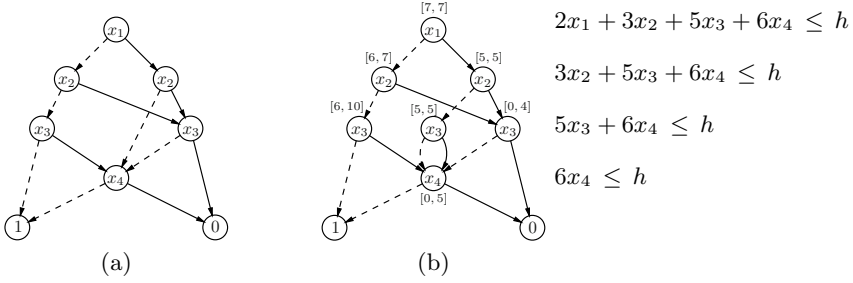 x₁
x₂ x₂
x₃ x₃
x₄
1 0
(a)
[7, 7]
x₁
[6, 7] [5, 5]
x₂ x₂
[6, 10] [5, 5] [0, 4]
x₃ x₃ x₃
x₄
[0, 5]
1 0
(b)
2x₁ + 3x₂ + 5x₃ + 6x₄ ≤ h
3x₂ + 5x₃ + 6x₄ ≤ h
5x₃ + 6x₄ ≤ h
6x₄ ≤ h